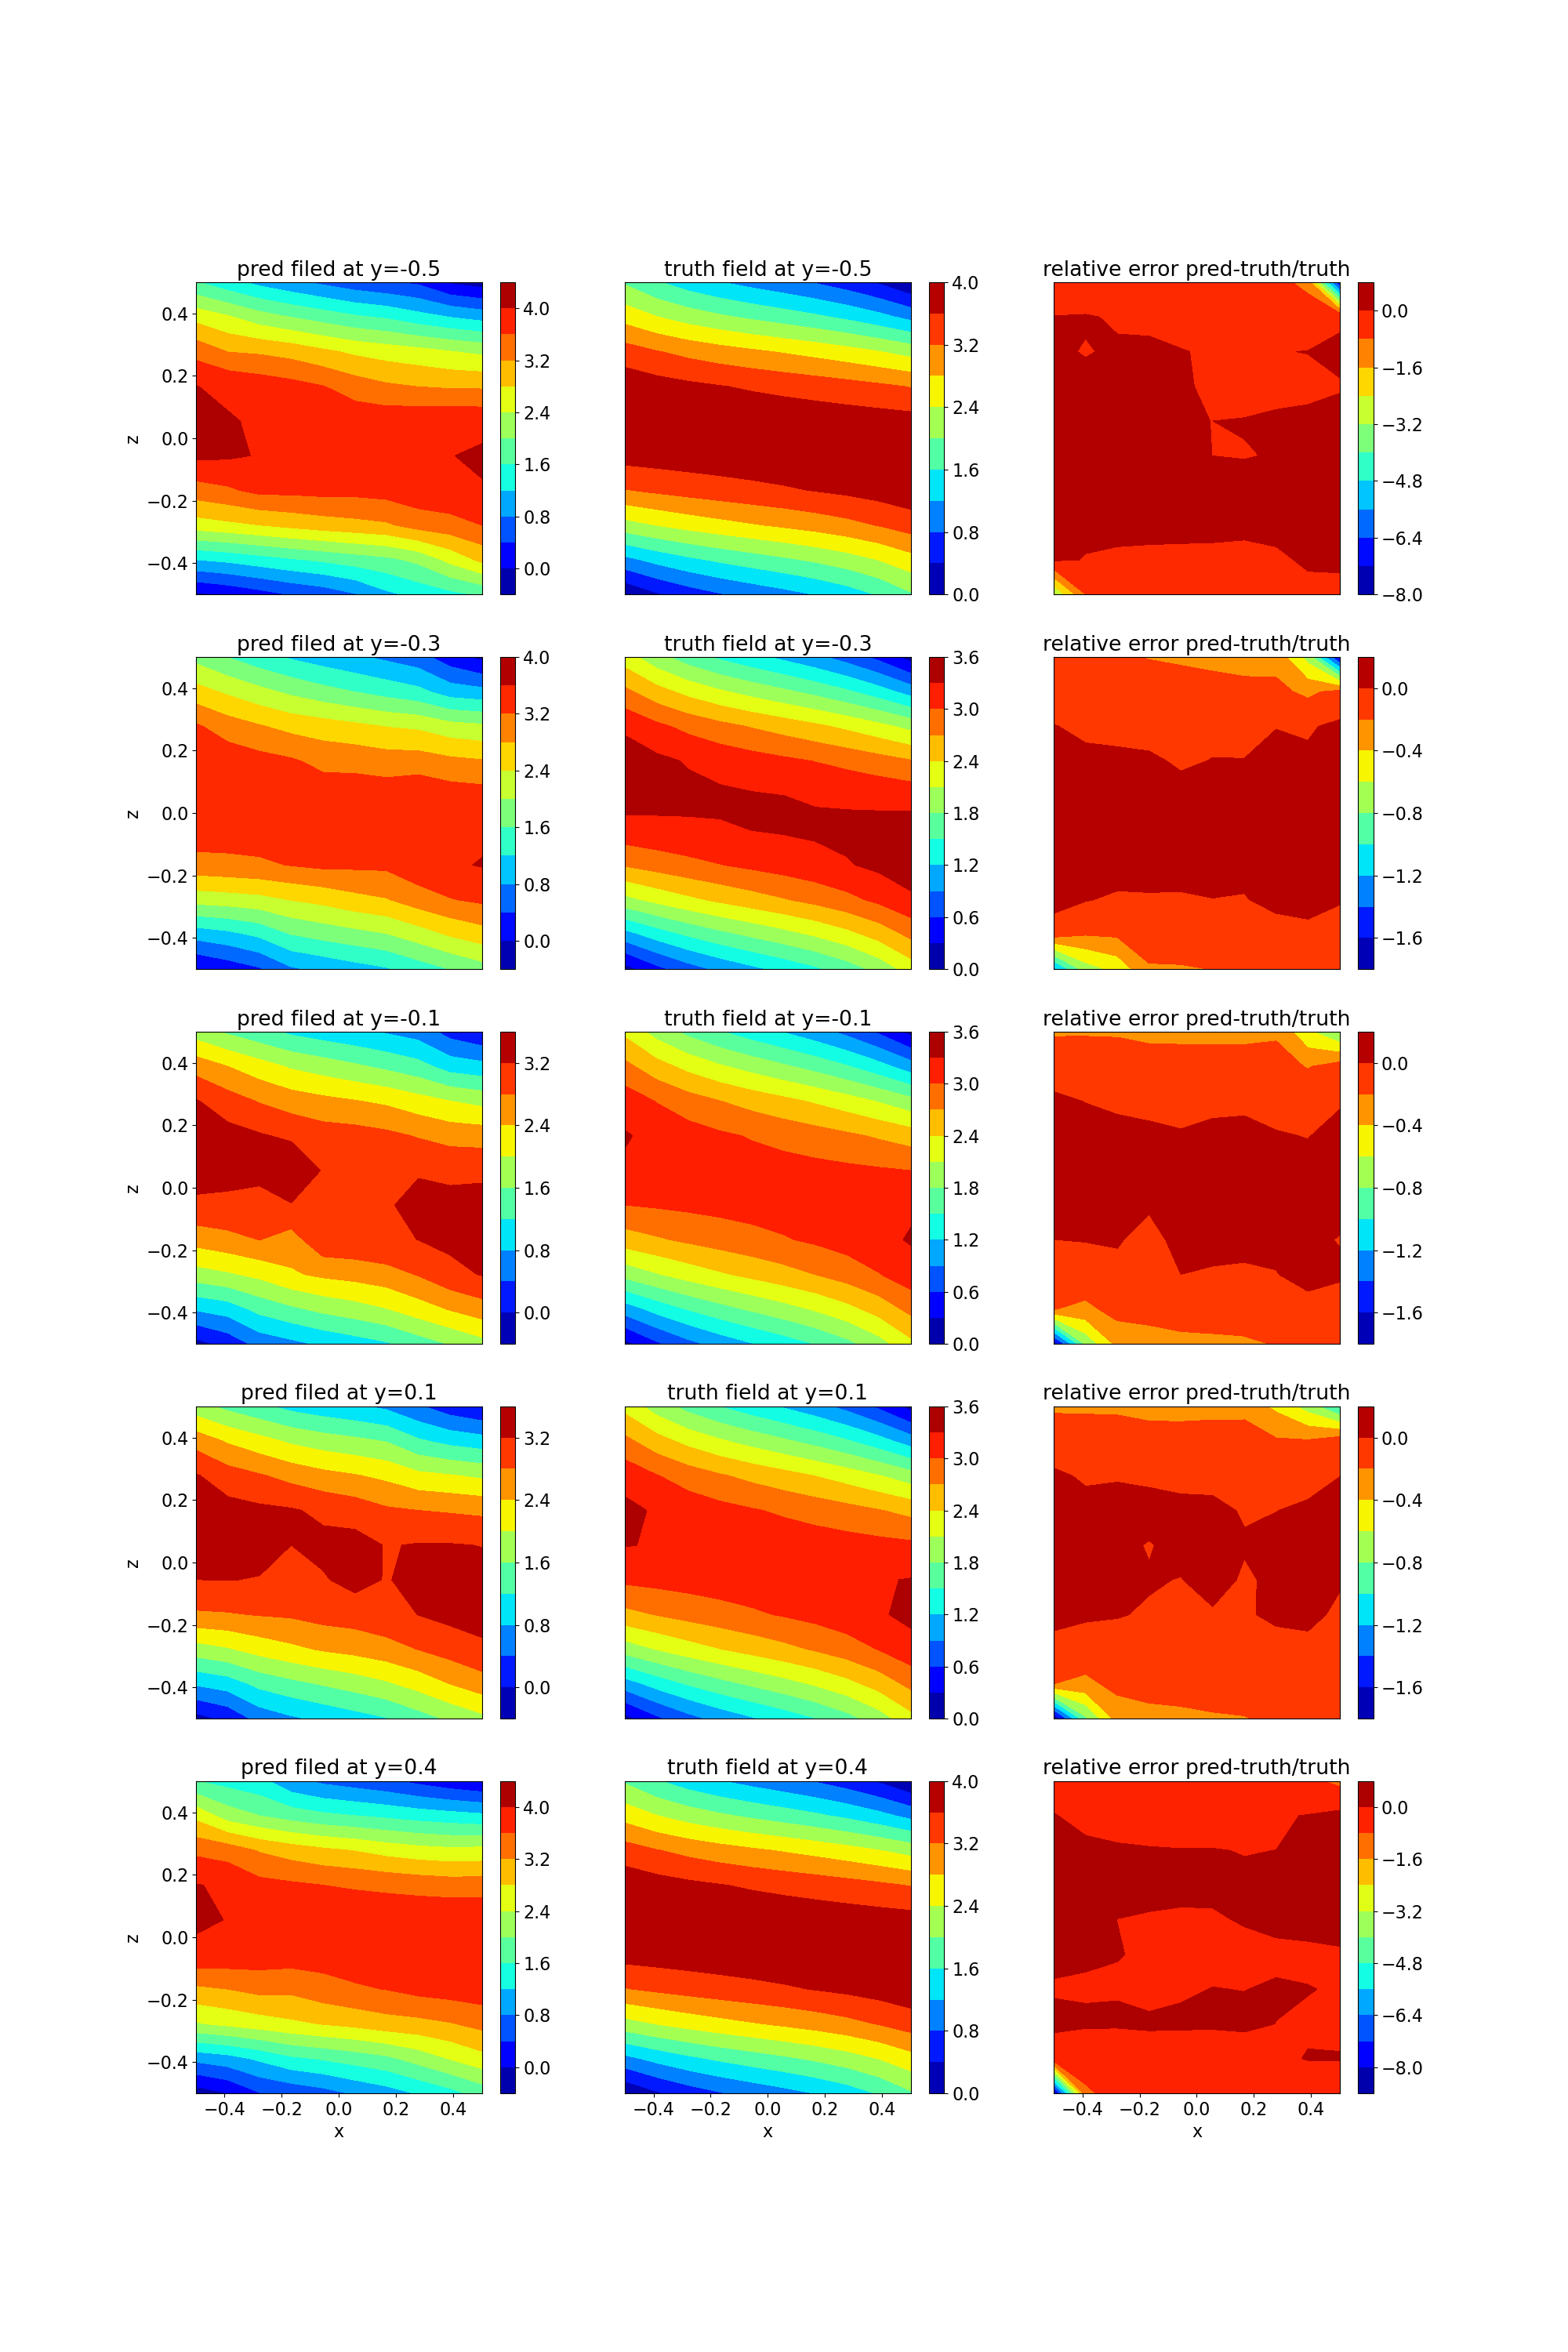 pred filed at y=-0.5 truth field at y=-0.5 relative error pred-truth/truth
z 0.4 0.2 0.0 −0.2 −0.4
4.0 3.2 2.4 1.6 0.8 0.0
4.0 3.2 2.4 1.6 0.8 0.0
0.0 −1.6 −3.2 −4.8 −6.4 −8.0
pred filed at y=-0.3 truth field at y=-0.3 relative error pred-truth/truth
z 0.4 0.2 0.0 −0.2 −0.4
4.0 3.2 2.4 1.6 0.8 0.0
3.6 3.0 2.4 1.8 1.2 0.6 0.0
0.0 −0.4 −0.8 −1.2 −1.6
pred filed at y=-0.1 truth field at y=-0.1 relative error pred-truth/truth
z 0.4 0.2 0.0 −0.2 −0.4
3.2 2.4 1.6 0.8 0.0
3.6 3.0 2.4 1.8 1.2 0.6 0.0
0.0 −0.4 −0.8 −1.2 −1.6
pred filed at y=0.1 truth field at y=0.1 relative error pred-truth/truth
z 0.4 0.2 0.0 −0.2 −0.4
3.2 2.4 1.6 0.8 0.0
3.6 3.0 2.4 1.8 1.2 0.6 0.0
0.0 −0.4 −0.8 −1.2 −1.6
pred filed at y=0.4 truth field at y=0.4 relative error pred-truth/truth
z 0.4 0.2 0.0 −0.2 −0.4
4.0 3.2 2.4 1.6 0.8 0.0
4.0 3.2 2.4 1.6 0.8 0.0
0.0 −1.6 −3.2 −4.8 −6.4 −8.0
−0.4 −0.2 0.0 0.2 0.4 −0.4 −0.2 0.0 0.2 0.4 −0.4 −0.2 0.0 0.2 0.4
x x x